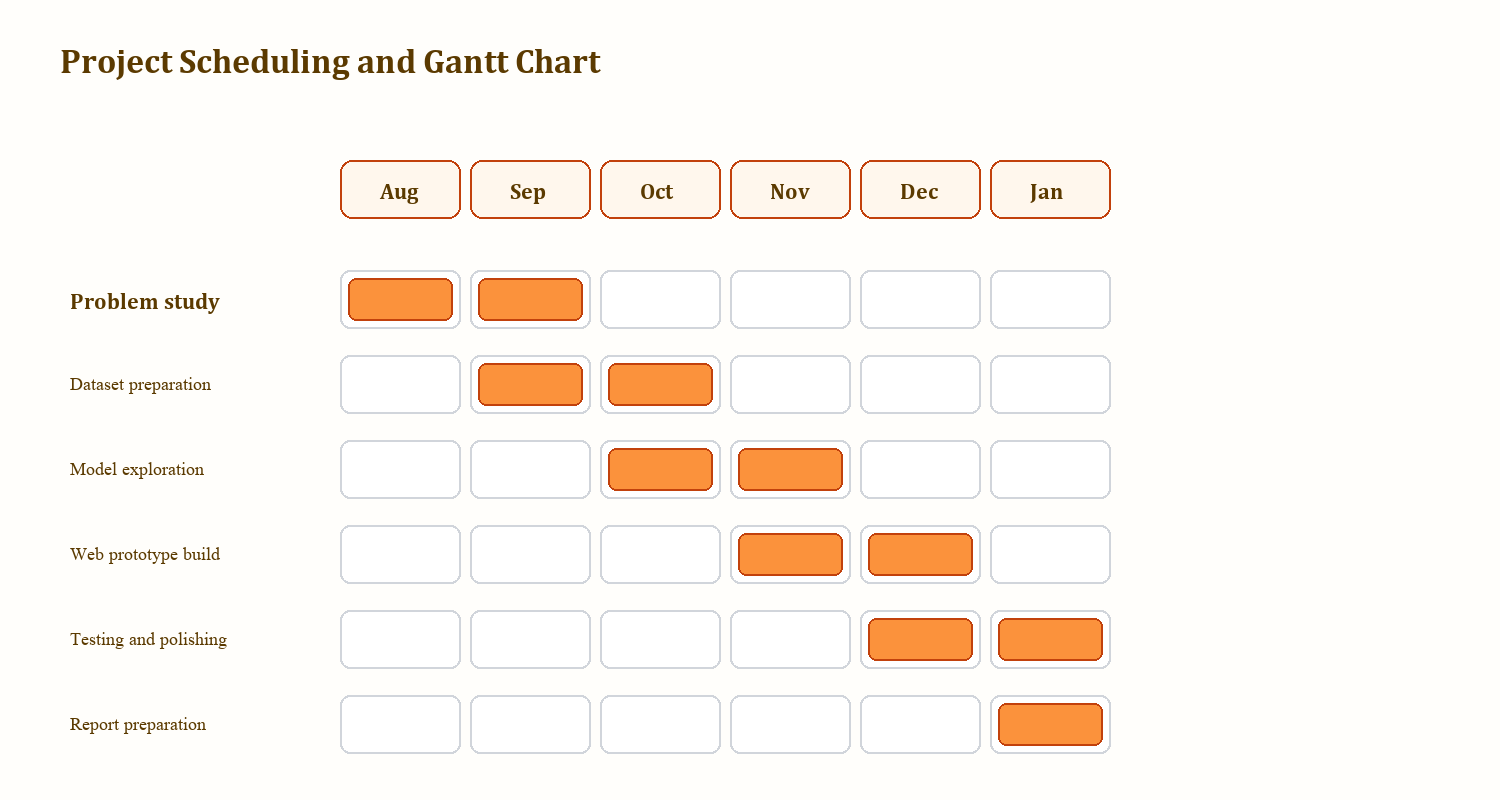 Project Scheduling and Gantt Chart
Aug Sep Oct Nov Dec Jan
Problem study
Dataset preparation
Model exploration
Web prototype build
Testing and polishing
Report preparation